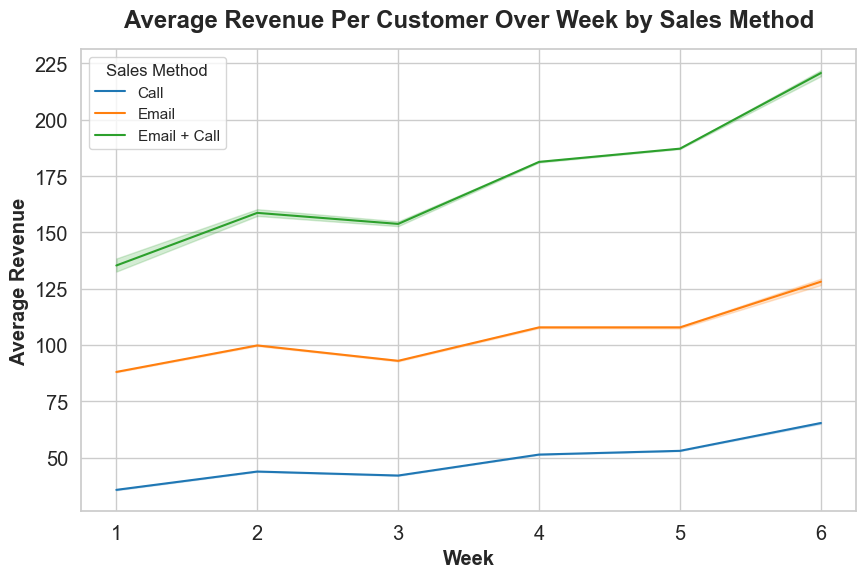 Average Revenue Per Customer Over Week by Sales Method
225
200
175
150
125
100
75
50
Average Revenue
Sales Method
Call
Email
Email + Call
1 2 3 4 5 6
Week